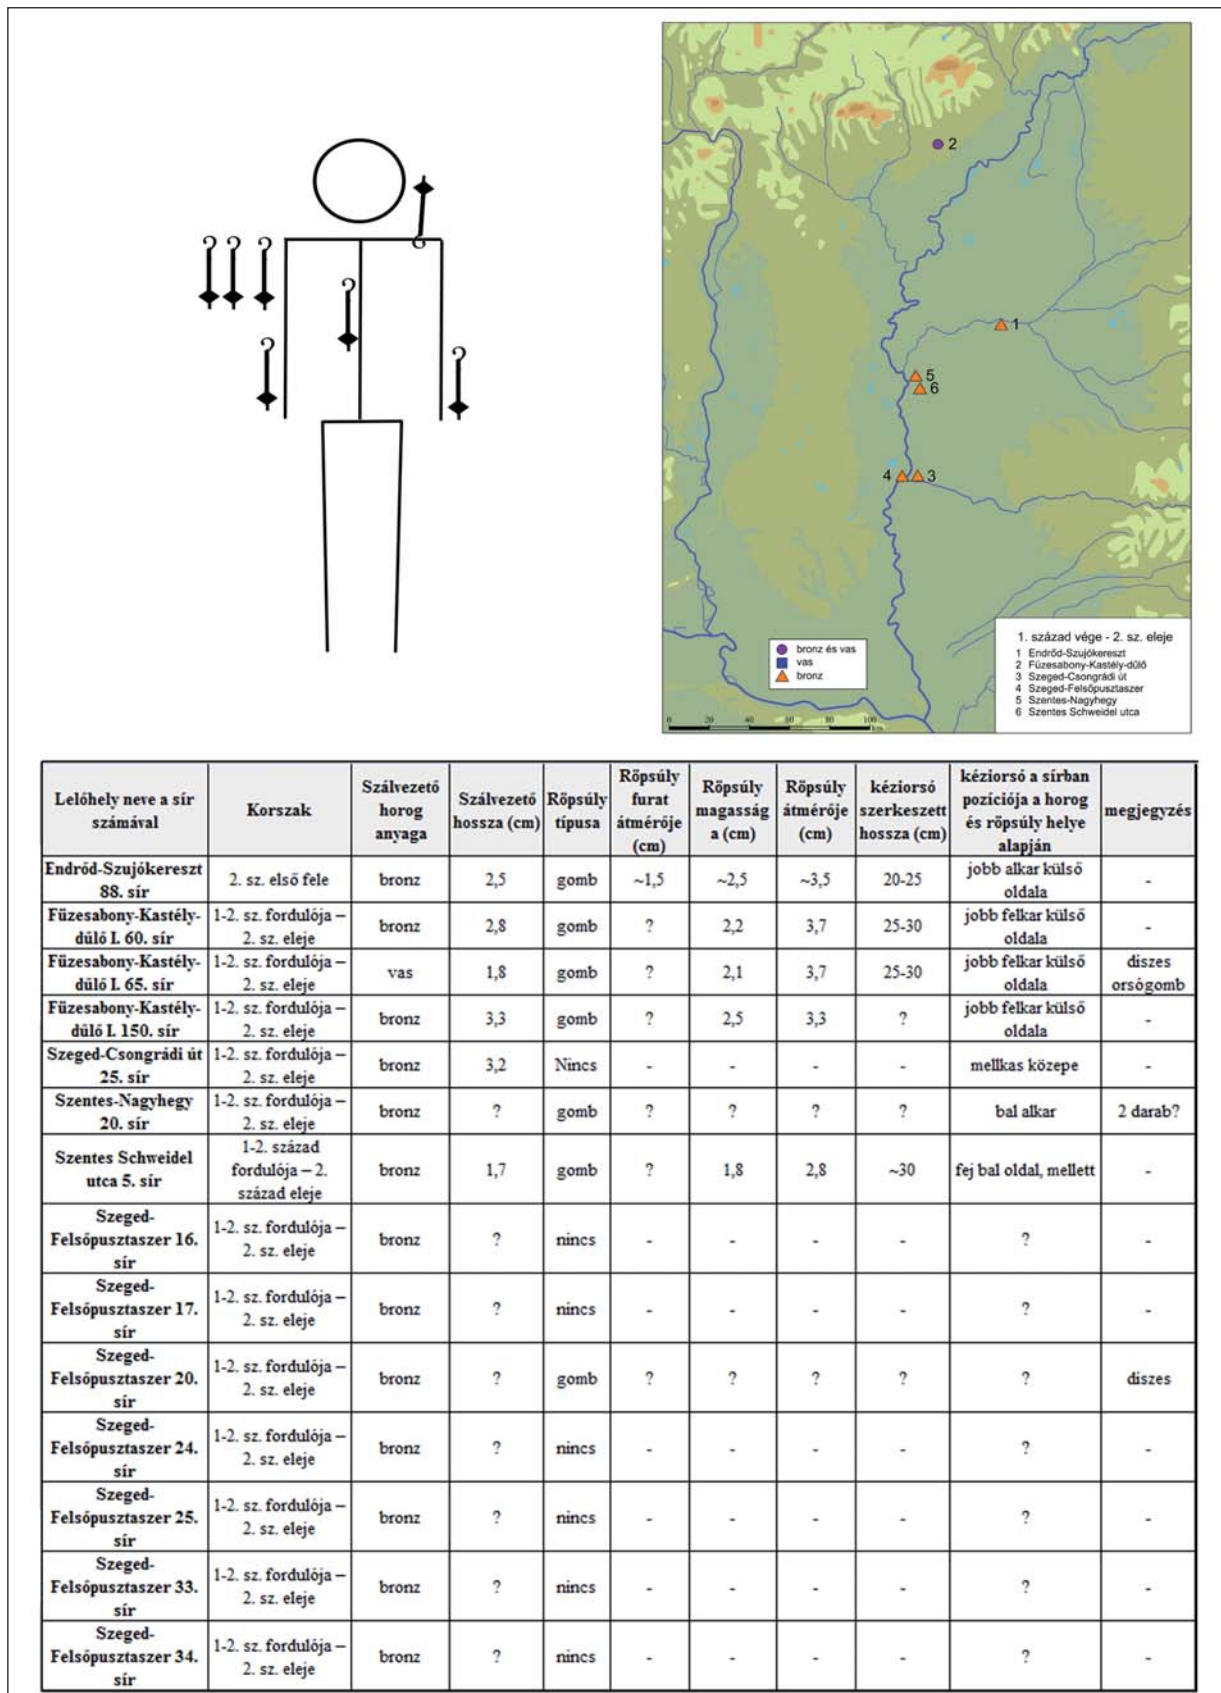 2
1
5
6
4
3
bronz és vas
vas
bronz
0 20 40 60 80 100
km
1. század vége - 2. sz. eleje
1 Endrőd-Szujókereszt
2 Füzesabony-Kastély-dűlő
3 Szeged-Csongrádi út
4 Szeged-Felsőpusztaszer
5 Szentes-Nagyhegy
6 Szentes Schweidel utca
Lelőhely neve a sír számával | Korszak | Szálvezető horog anyaga | Szálvezető hossza (cm) | Röpsúly típusa | Röpsúly furat átmérője (cm) | Röpsúly magassága (cm) | Röpsúly átmérője (cm) | kéziorsó szerkeszett hossza (cm) | kéziorsó a sírban pozíciója a horog és röpsúly helye alapján | megjegyzés
Endrőd-Szujókereszt 88. sír | 2. sz. első fele | bronz | 2,5 | gomb | ~1,5 | ~2,5 | ~3,5 | 20-25 | jobb alkar külső oldala | -
Füzesabony-Kastély-dűlő I. 60. sír | 1-2. sz. fordulója – 2. sz. eleje | bronz | 2,8 | gomb | ? | 2,2 | 3,7 | 25-30 | jobb felkar külső oldala | -
Füzesabony-Kastély-dűlő I. 65. sír | 1-2. sz. fordulója – 2. sz. eleje | vas | 1,8 | gomb | ? | 2,1 | 3,7 | 25-30 | jobb felkar külső oldala | díszes orsógomb
Füzesabony-Kastély-dűlő I. 150. sír | 1-2. sz. fordulója – 2. sz. eleje | bronz | 3,3 | gomb | ? | 2,5 | 3,3 | ? | jobb felkar külső oldala | -
Szeged-Csongrádi út 25. sír | 1-2. sz. fordulója – 2. sz. eleje | bronz | 3,2 | Nincs | - | - | - | - | mellkas közepe | -
Szentes-Nagyhegy 20. sír | 1-2. sz. fordulója – 2. sz. eleje | bronz | ? | gomb | ? | ? | ? | ? | bal alkar | 2 darab?
Szentes Schweidel utca 5. sír | 1-2. század fordulója – 2. század eleje | bronz | 1,7 | gomb | ? | 1,8 | 2,8 | ~30 | fej bal oldal, mellett | -
Szeged-Felsőpusztaszer 16. sír | 1-2. sz. fordulója – 2. sz. eleje | bronz | ? | nincs | - | - | - | - | ? | -
Szeged-Felsőpusztaszer 17. sír | 1-2. sz. fordulója – 2. sz. eleje | bronz | ? | nincs | - | - | - | - | ? | -
Szeged-Felsőpusztaszer 20. sír | 1-2. sz. fordulója – 2. sz. eleje | bronz | ? | gomb | ? | ? | ? | ? | ? | díszes
Szeged-Felsőpusztaszer 24. sír | 1-2. sz. fordulója – 2. sz. eleje | bronz | ? | nincs | - | - | - | - | ? | -
Szeged-Felsőpusztaszer 25. sír | 1-2. sz. fordulója – 2. sz. eleje | bronz | ? | nincs | - | - | - | - | ? | -
Szeged-Felsőpusztaszer 33. sír | 1-2. sz. fordulója – 2. sz. eleje | bronz | ? | nincs | - | - | - | - | ? | -
Szeged-Felsőpusztaszer 34. sír | 1-2. sz. fordulója – 2. sz. eleje | bronz | ? | nincs | - | - | - | - | ? | -